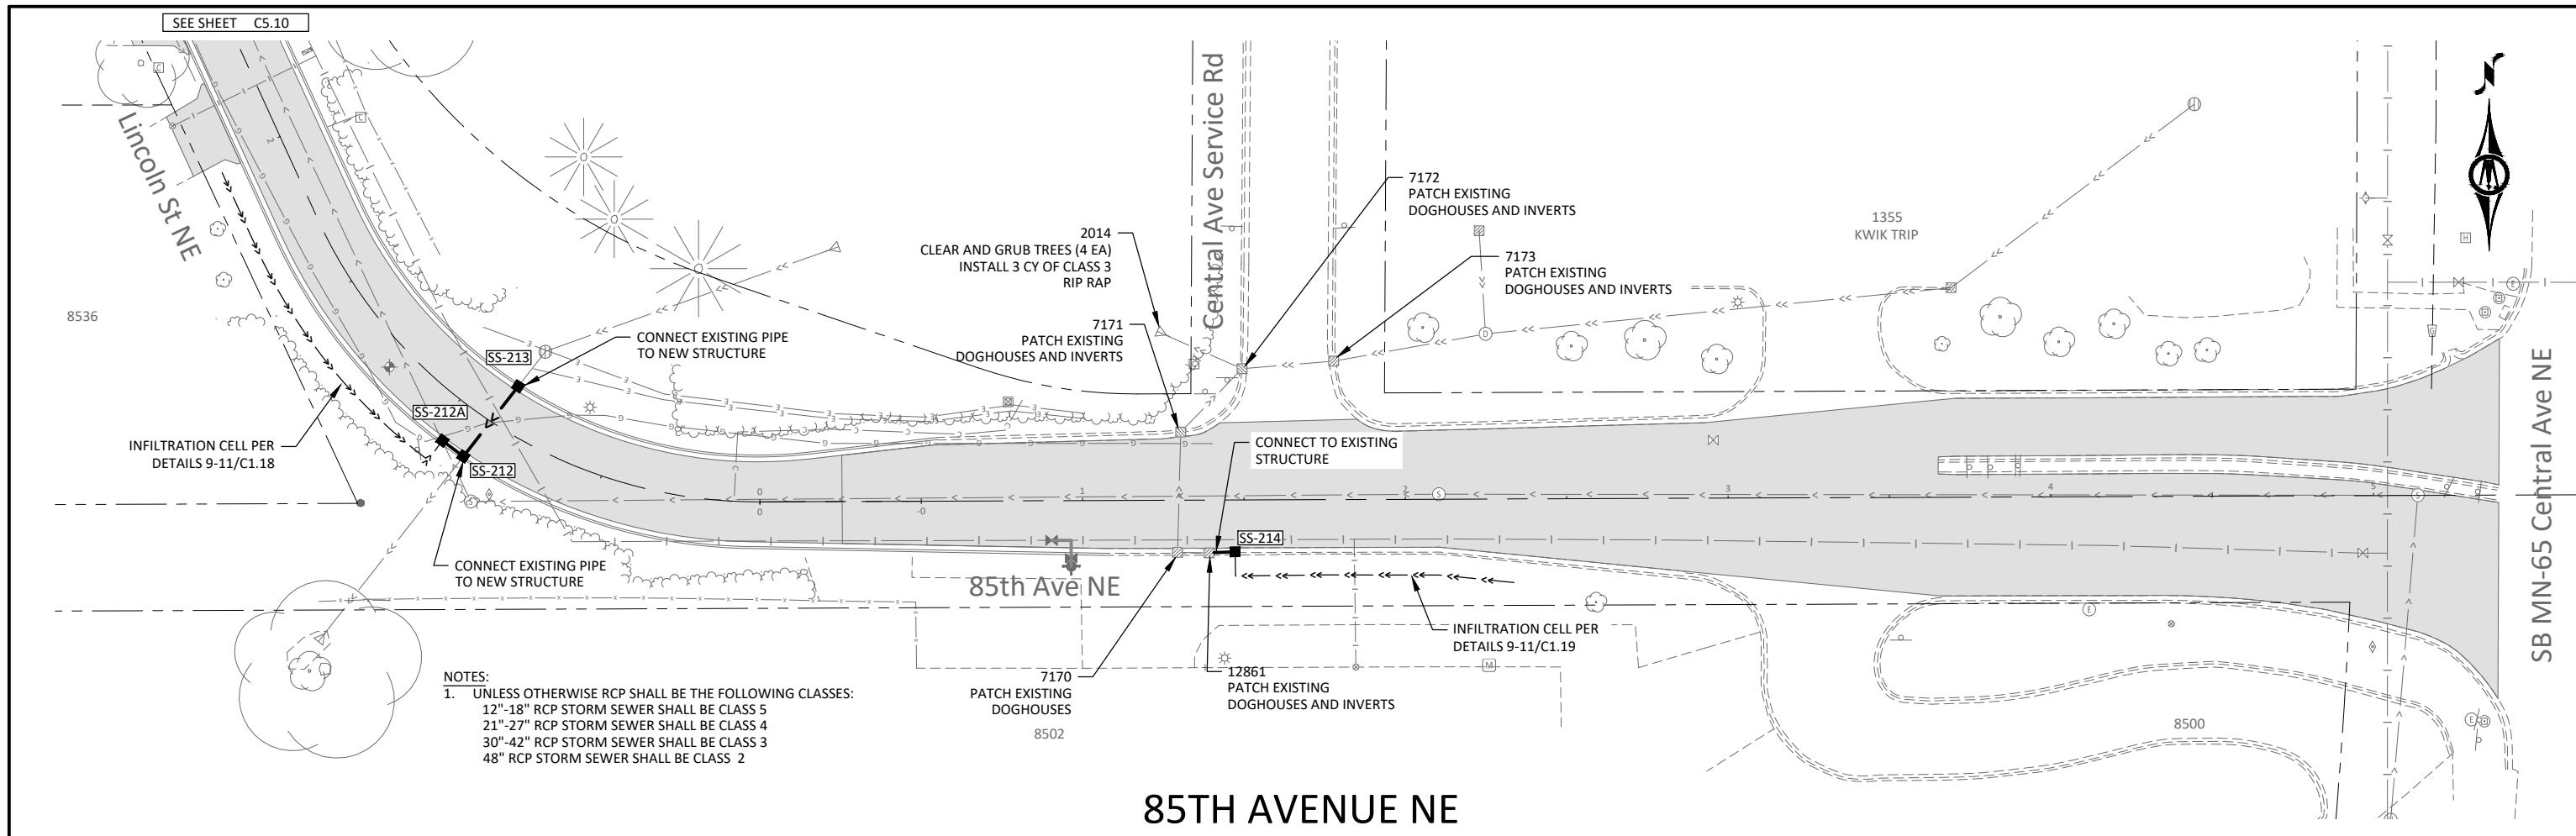 SEE SHEET C5.10
Lincoln St NE
8536
Central Ave Service Rd
7172
PATCH EXISTING
DOGHOUSES AND INVERTS
2014
CLEAR AND GRUB TREES (4 EA)
INSTALL 3 CY OF CLASS 3
RIP RAP
7173
PATCH EXISTING
DOGHOUSES AND INVERTS
1355
KWIK TRIP
7171
PATCH EXISTING
DOGHOUSES AND INVERTS
CONNECT EXISTING PIPE
TO NEW STRUCTURE
SS-213
SS-212A
SS-212
INFILTRATION CELL PER
DETAILS 9-11/C1.18
CONNECT TO EXISTING
STRUCTURE
SS-214
CONNECT EXISTING PIPE
TO NEW STRUCTURE
85th Ave NE
SB MN-65 Central Ave NE
INFILTRATION CELL PER
DETAILS 9-11/C1.19
7170
PATCH EXISTING
DOGHOUSES
12861
PATCH EXISTING
DOGHOUSES AND INVERTS
8502
8500
NOTES:
1. UNLESS OTHERWISE RCP SHALL BE THE FOLLOWING CLASSES:
12"-18" RCP STORM SEWER SHALL BE CLASS 5
21"-27" RCP STORM SEWER SHALL BE CLASS 4
30"-42" RCP STORM SEWER SHALL BE CLASS 3
48" RCP STORM SEWER SHALL BE CLASS 2
85TH AVENUE NE